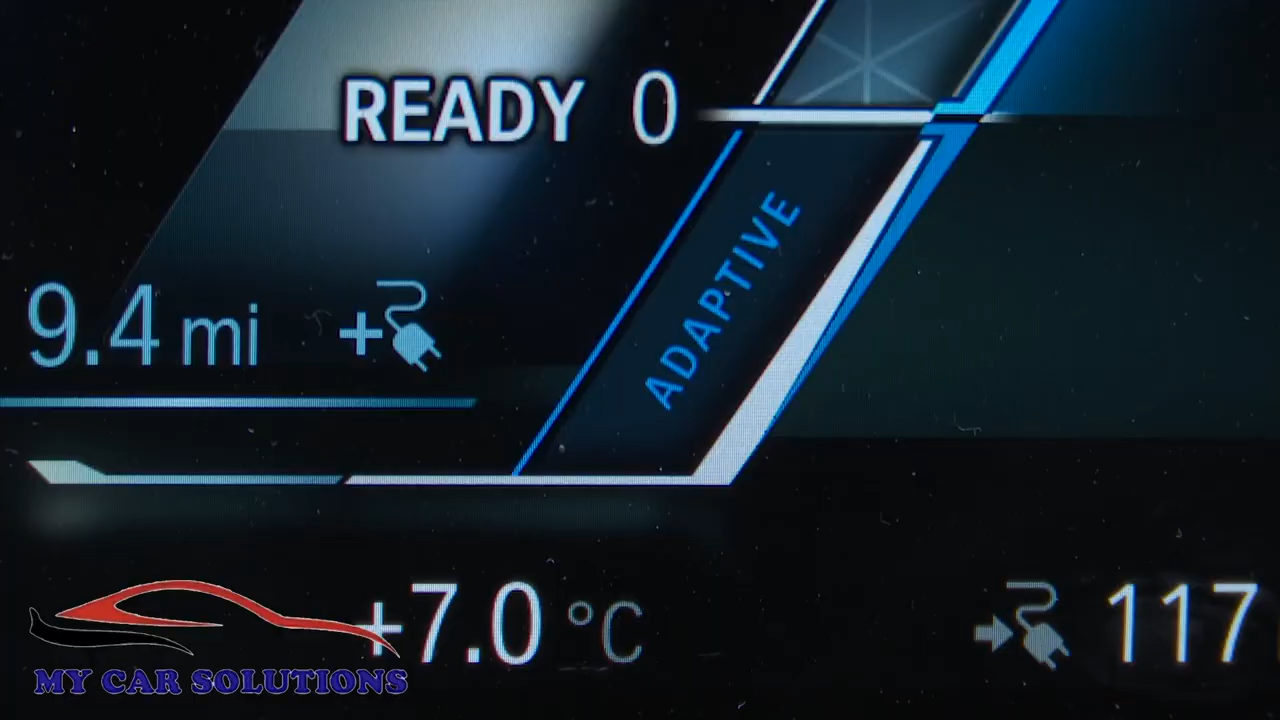 READY 0
ADAPTIVE
9.4 mi +
+7.0 °C
117
MY CAR SOLUTIONS